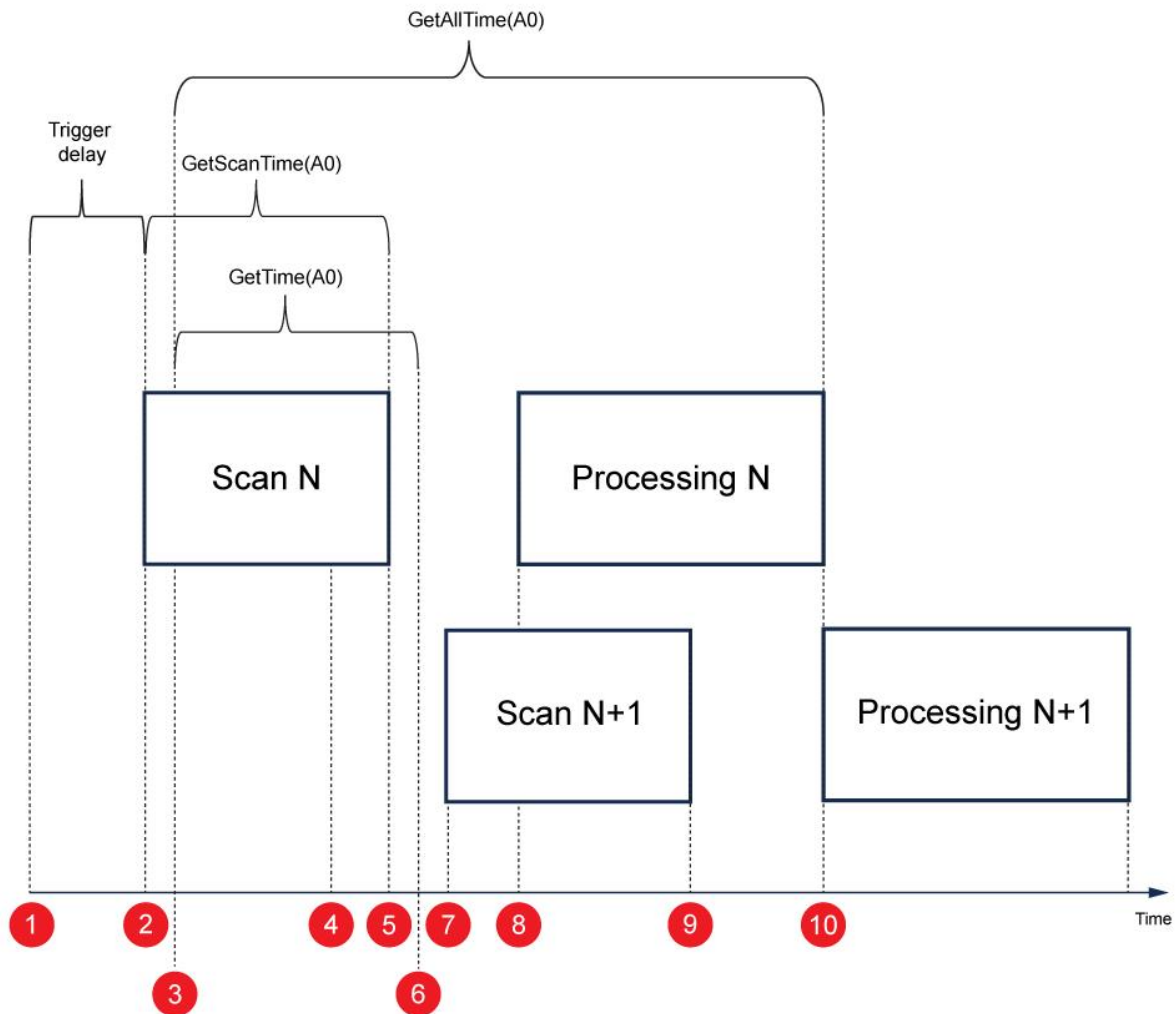 GetAllTime(A0)
Trigger
delay
GetScanTime(A0)
GetTime(A0)
Scan N
Processing N
Scan N+1
Processing N+1
1
2
4
5
7
8
9
10
Time
3
6